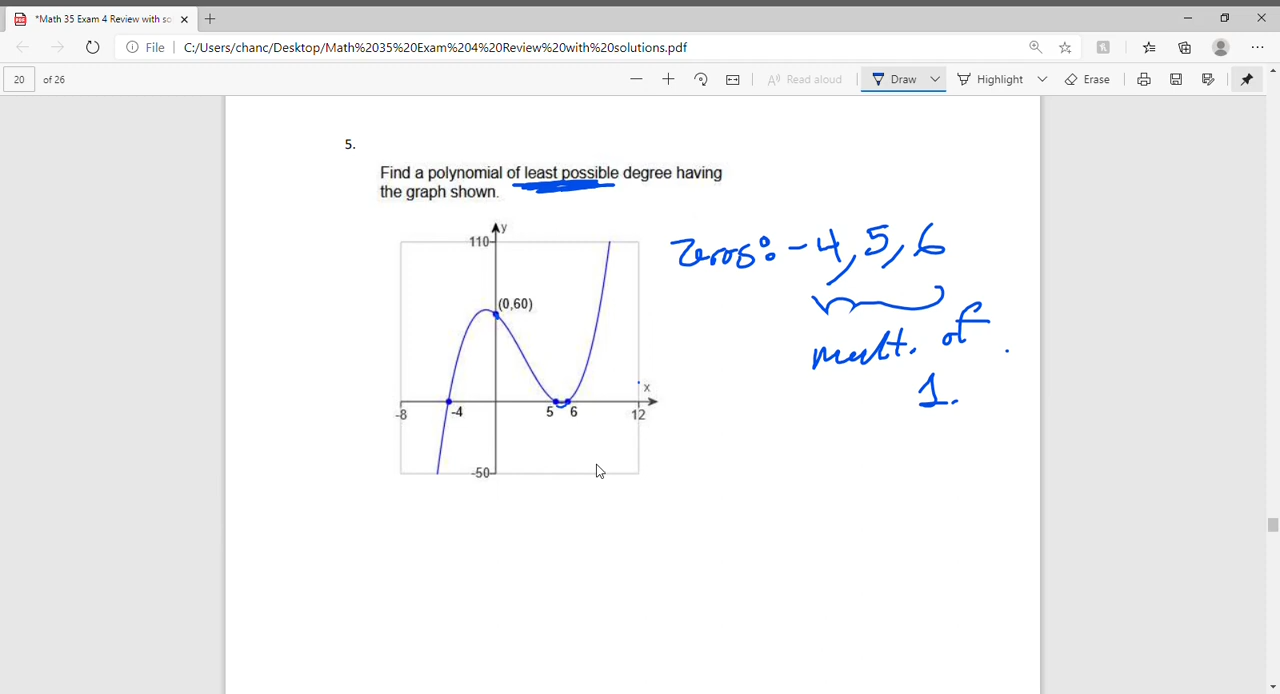 *Math 35 Exam 4 Review with so
File
C:/Users/chanc/Desktop/Math%2035%20Exam%204%20Review%20with%20solutions.pdf
20 of 26
Read aloud
Draw
Highlight
Erase
5.
Find a polynomial of least possible degree having
the graph shown.
y
110
(0,60)
x
-8
-4
5
6
12
-50
Zeros: -4, 5, 6
mult. of
1.